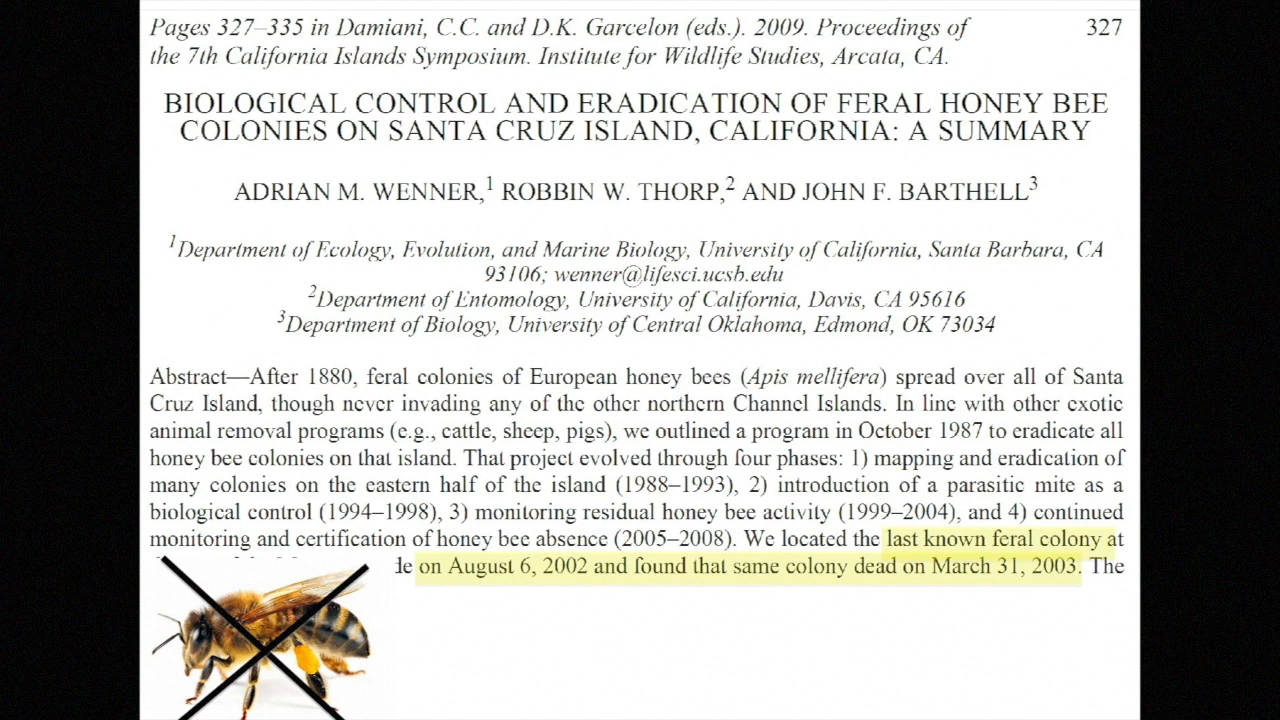 Pages 327–335 in Damiani, C.C. and D.K. Garcelon (eds.). 2009. Proceedings of 327
the 7th California Islands Symposium. Institute for Wildlife Studies, Arcata, CA.
BIOLOGICAL CONTROL AND ERADICATION OF FERAL HONEY BEE
COLONIES ON SANTA CRUZ ISLAND, CALIFORNIA: A SUMMARY
ADRIAN M. WENNER,1 ROBBIN W. THORP,2 AND JOHN F. BARTHELL3
1Department of Ecology, Evolution, and Marine Biology, University of California, Santa Barbara, CA
93106; wenner@lifesci.ucsb.edu
2Department of Entomology, University of California, Davis, CA 95616
3Department of Biology, University of Central Oklahoma, Edmond, OK 73034
Abstract—After 1880, feral colonies of European honey bees (Apis mellifera) spread over all of Santa
Cruz Island, though never invading any of the other northern Channel Islands. In line with other exotic
animal removal programs (e.g., cattle, sheep, pigs), we outlined a program in October 1987 to eradicate all
honey bee colonies on that island. That project evolved through four phases: 1) mapping and eradication of
many colonies on the eastern half of the island (1988–1993), 2) introduction of a parasitic mite as a
biological control (1994–1998), 3) monitoring residual honey bee activity (1999–2004), and 4) continued
monitoring and certification of honey bee absence (2005–2008). We located the last known feral colony at
on August 6, 2002 and found that same colony dead on March 31, 2003. The